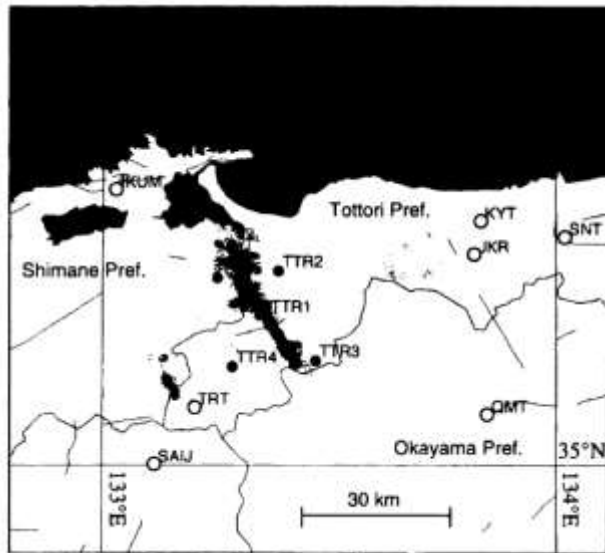 Tottori Pref.
KYT
SNT
JKR
Shimane Pref.
TTR2
TTR1
TTR4
TTR3
TRT
OMT
Okayama Pref.
35°N
SAIJ
133°E
30 km
134°E